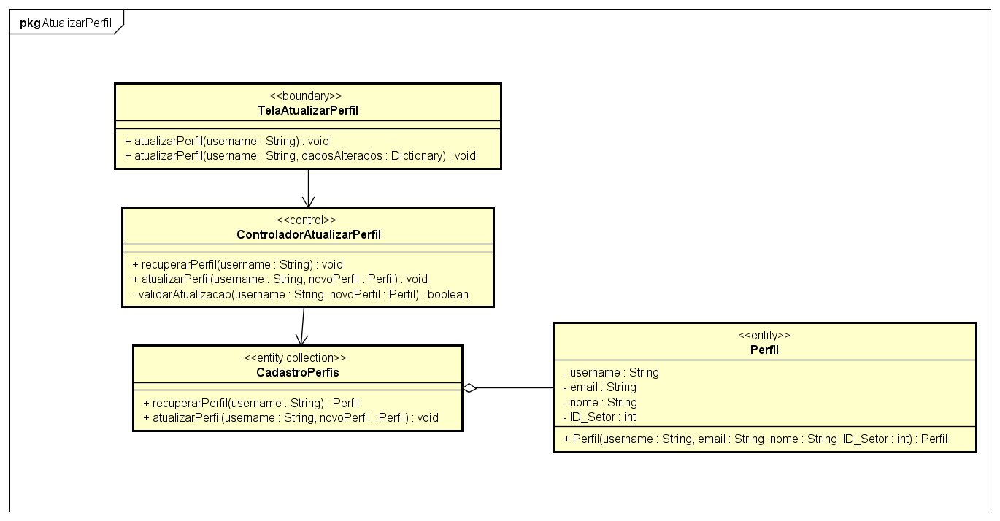 pkg AtualizarPerfil
<<boundary>>
TelaAtualizarPerfil
+ atualizarPerfil(username : String) : void
+ atualizarPerfil(username : String, dadosAlterados : Dictionary) : void
<<control>>
ControladorAtualizarPerfil
+ recuperarPerfil(username : String) : void
+ atualizarPerfil(username : String, novoPerfil : Perfil) : void
- validarAtualizacao(username : String, novoPerfil : Perfil) : boolean
<<entity collection>>
CadastroPerfis
+ recuperarPerfil(username : String) : Perfil
+ atualizarPerfil(username : String, novoPerfil : Perfil) : void
<<entity>>
Perfil
- username : String
- email : String
- nome : String
- ID_Setor : int
+ Perfil(username : String, email : String, nome : String, ID_Setor : int) : Perfil